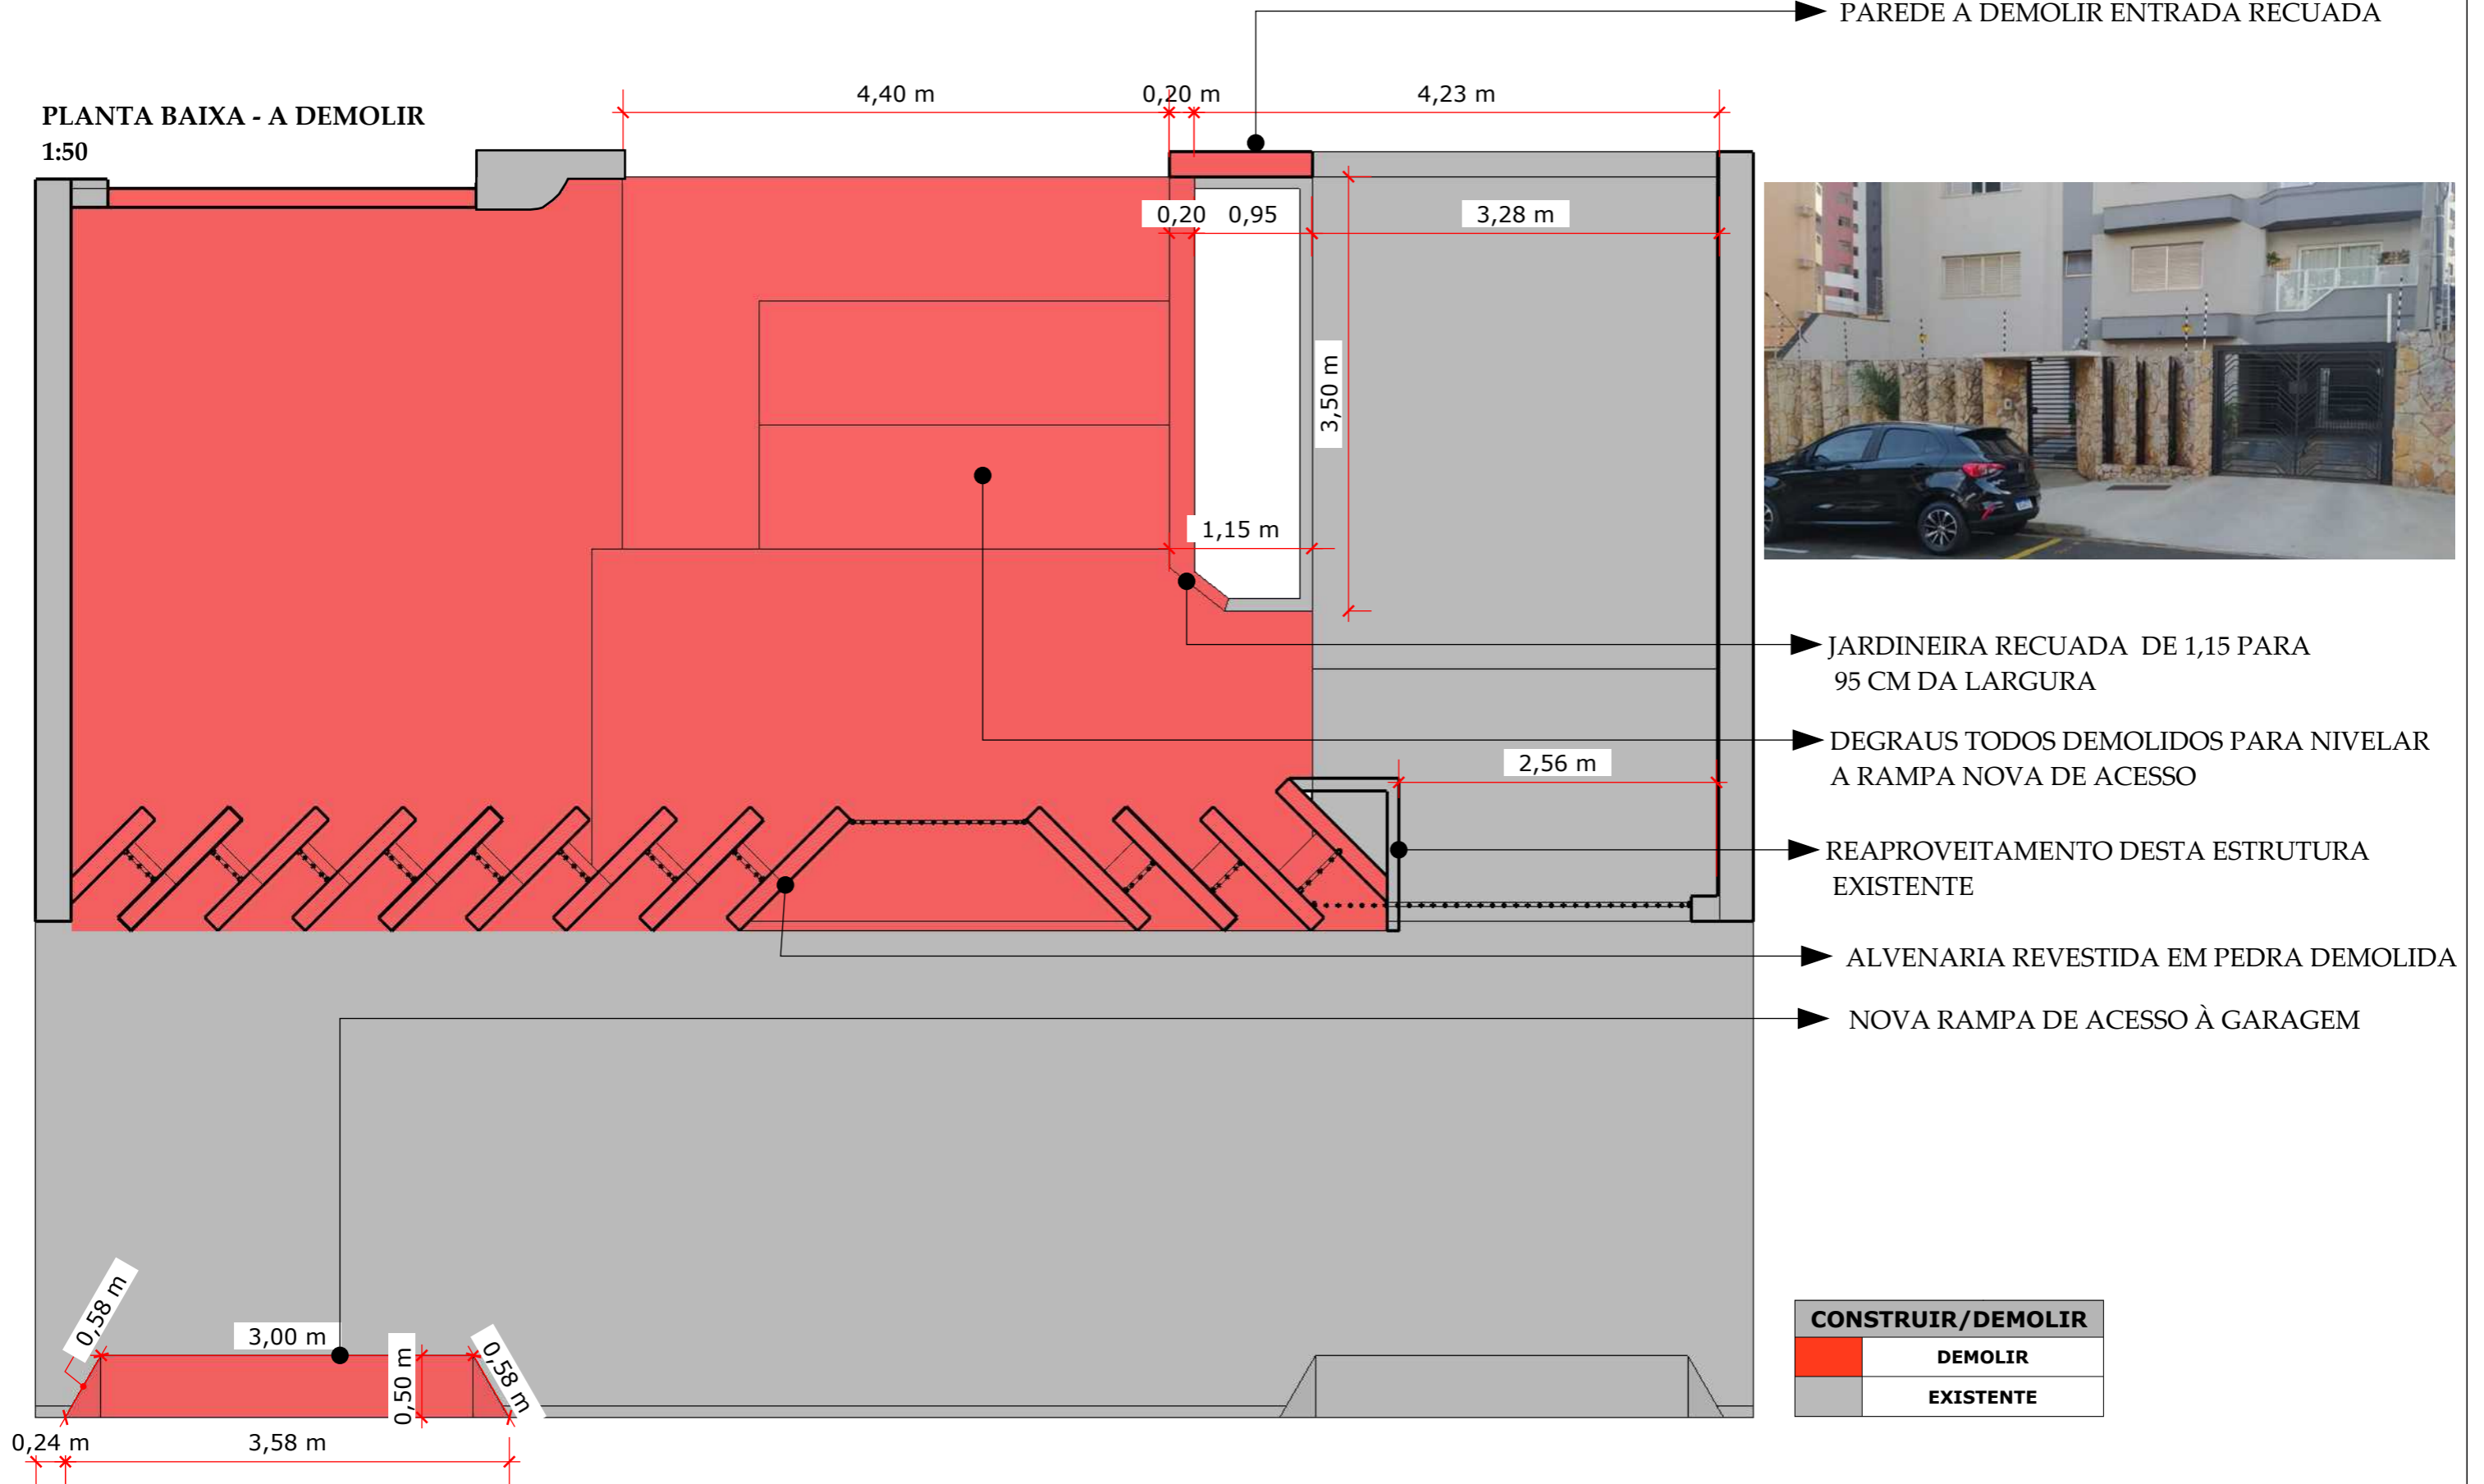 PAREDE A DEMOLIR ENTRADA RECUADA
PLANTA BAIXA - A DEMOLIR
1:50
4,40 m
0,20 m
4,23 m
0,20
0,95
3,28 m
3,50 m
1,15 m
JARDINEIRA RECUADA DE 1,15 PARA
95 CM DA LARGURA
DEGRAUS TODOS DEMOLIDOS PARA NIVELAR
A RAMPA NOVA DE ACESSO
2,56 m
REAPROVEITAMENTO DESTA ESTRUTURA
EXISTENTE
ALVENARIA REVESTIDA EM PEDRA DEMOLIDA
NOVA RAMPA DE ACESSO À GARAGEM
0,58 m
3,00 m
0,50 m
0,58 m
0,24 m
3,58 m
CONSTRUIR/DEMOLIR
DEMOLIR
EXISTENTE